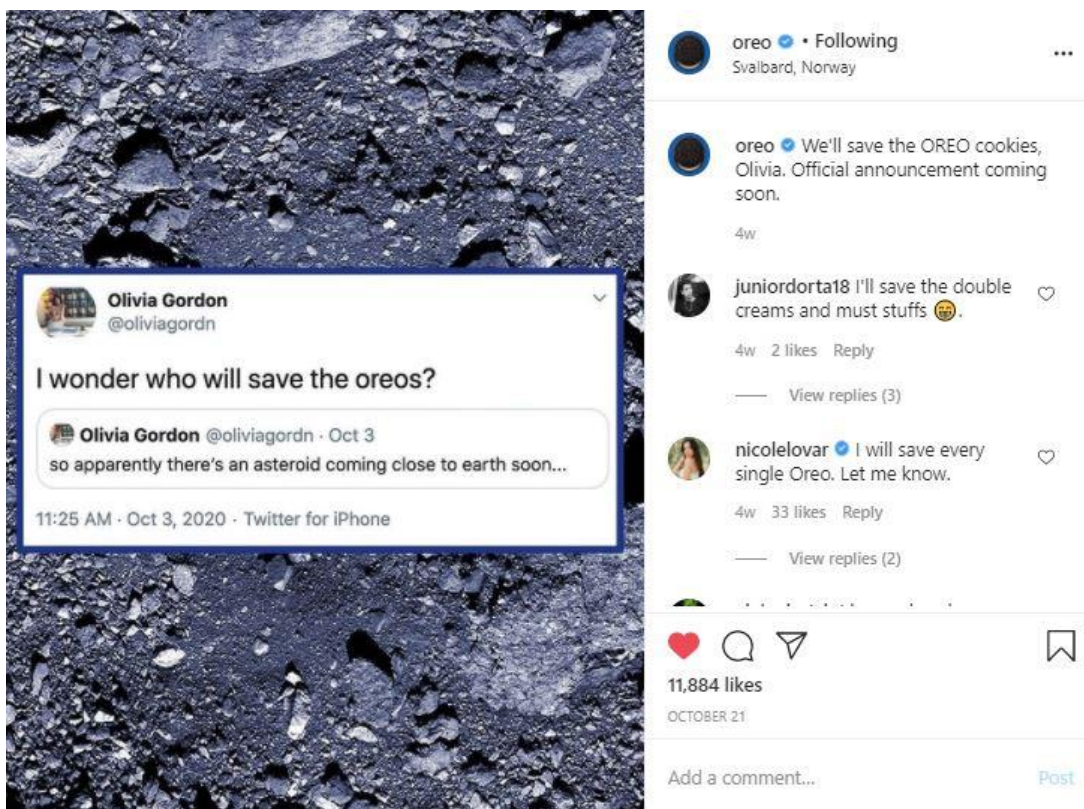 Olivia Gordon
@oliviagordn
I wonder who will save the oreos?
Olivia Gordon @oliviagordn · Oct 3
so apparently there's an asteroid coming close to earth soon...
11:25 AM · Oct 3, 2020 · Twitter for iPhone
oreo • Following
Svalbard, Norway
oreo We'll save the OREO cookies,
Olivia. Official announcement coming
soon.
4w
juniordorta18 I'll save the double
creams and must stuffs 😁.
4w 2 likes Reply
View replies (3)
nicolelovar I will save every
single Oreo. Let me know.
4w 33 likes Reply
View replies (2)
11,884 likes
OCTOBER 21
Add a comment...
Post